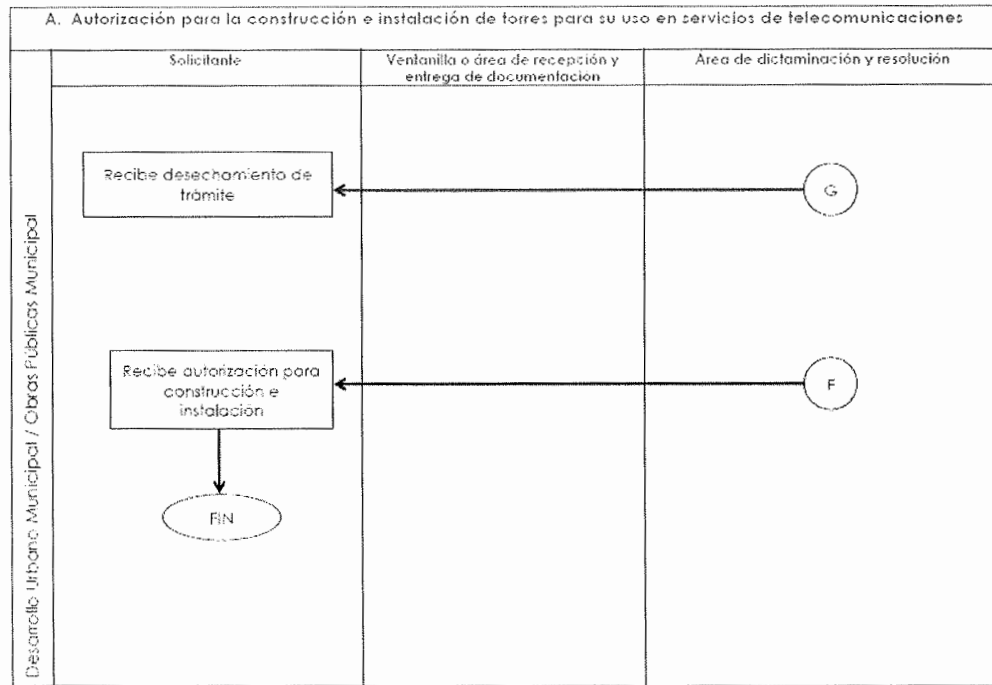 A. Autorización para la construcción e instalación de torres para su uso en servicios de telecomunicaciones
Solicitante
Ventanilla o área de recepción y
entrega de documentación
Área de dictaminación y resolución
Desarrollo Urbano Municipal / Obras Públicas Municipal
Recibe desechamiento de
trámite
G
Recibe autorización para
construcción e
instalación
F
FIN